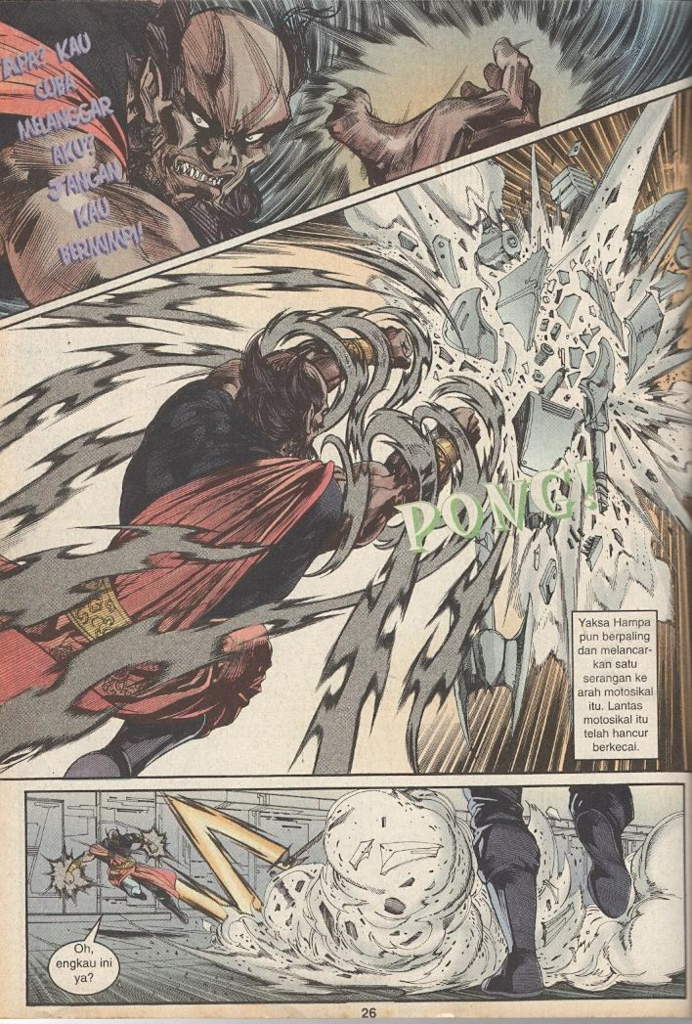 APA? KAU
CUBA
MELANGGAR
AKU?
JANGAN
KAU
BERMIMPI!
PONG!
Yaksa Hampa
pun berpaling
dan melancar-
kan satu
serangan ke
arah motosikal
itu. Lantas
motosikal itu
telah hancur
berkecai.
Oh,
engkau ini
ya?
26